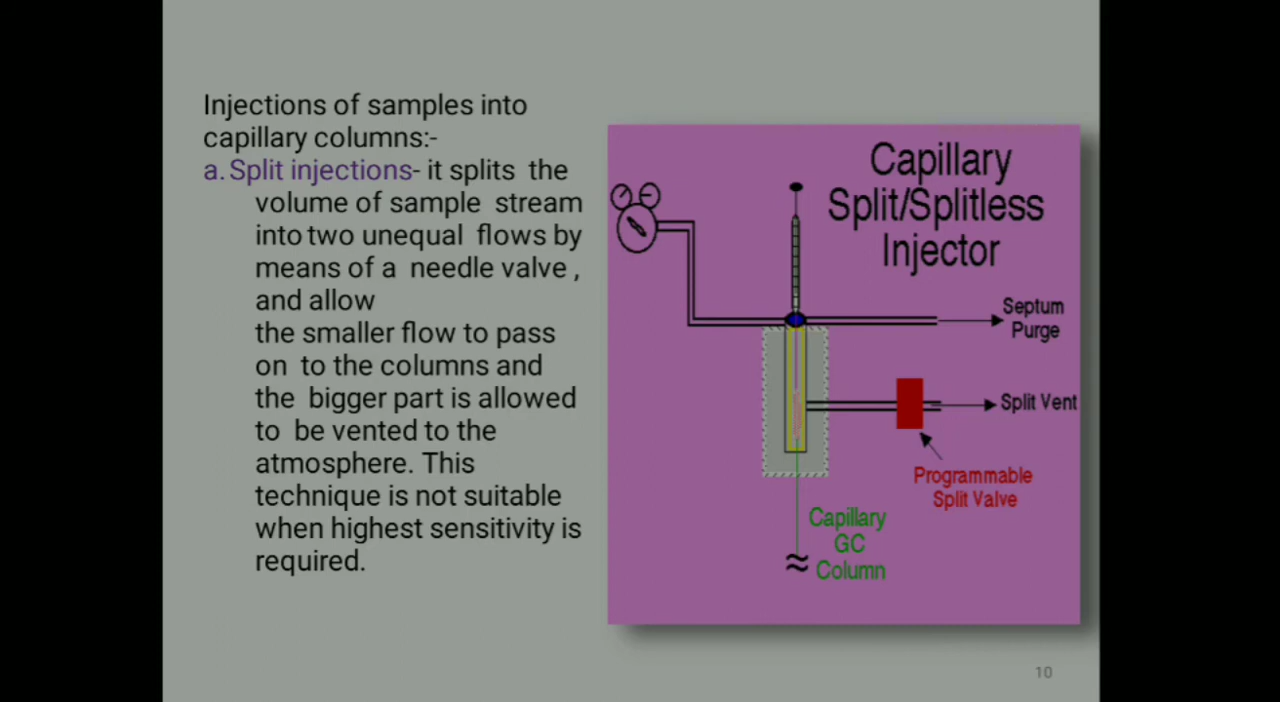 Injections of samples into
capillary columns:-
a. Split injections- it splits the
volume of sample stream
into two unequal flows by
means of a needle valve ,
and allow
the smaller flow to pass
on to the columns and
the bigger part is allowed
to be vented to the
atmosphere. This
technique is not suitable
when highest sensitivity is
required.
Capillary
Split/Splitless
Injector
Septum
Purge
Split Vent
Programmable
Split Valve
Capillary
GC
Column
≈
10